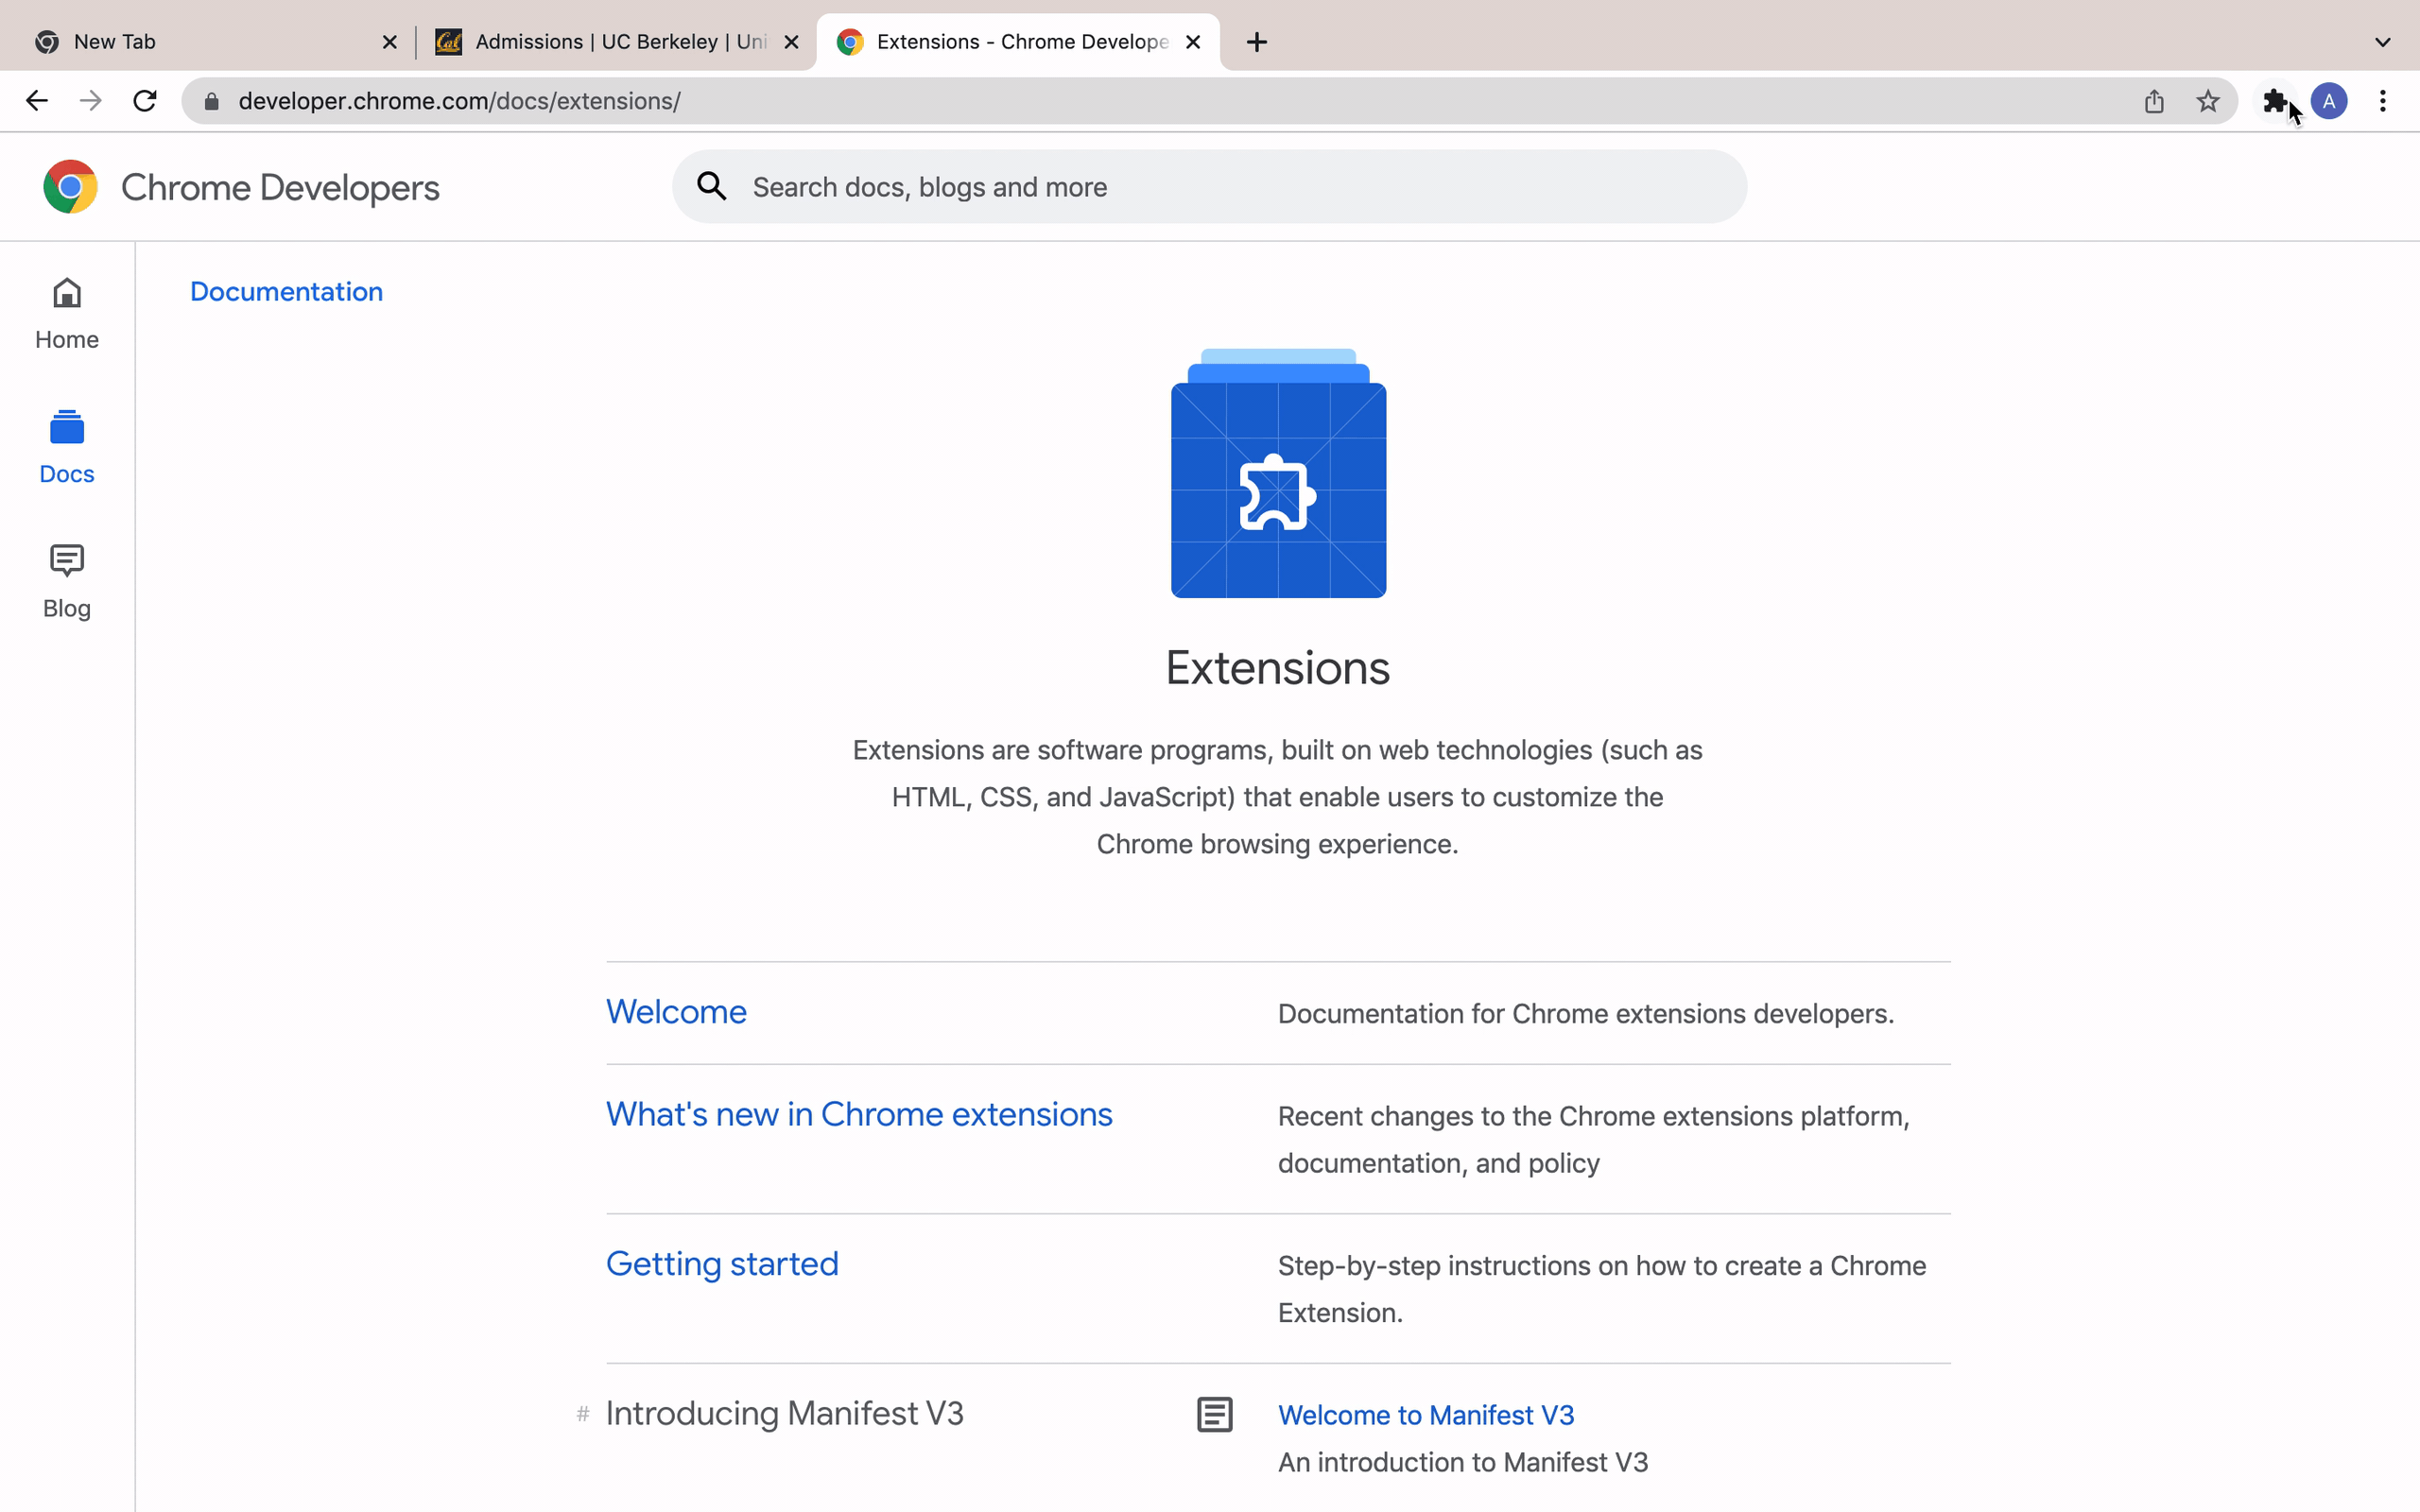 New Tab
Admissions | UC Berkeley | Uni
Extensions - Chrome Develope
developer.chrome.com/docs/extensions/
A
Chrome Developers
Search docs, blogs and more
Home
Docs
Blog
Documentation
Extensions
Extensions are software programs, built on web technologies (such as
HTML, CSS, and JavaScript) that enable users to customize the
Chrome browsing experience.
Welcome
Documentation for Chrome extensions developers.
What's new in Chrome extensions
Recent changes to the Chrome extensions platform,
documentation, and policy
Getting started
Step-by-step instructions on how to create a Chrome
Extension.
# Introducing Manifest V3
Welcome to Manifest V3
An introduction to Manifest V3